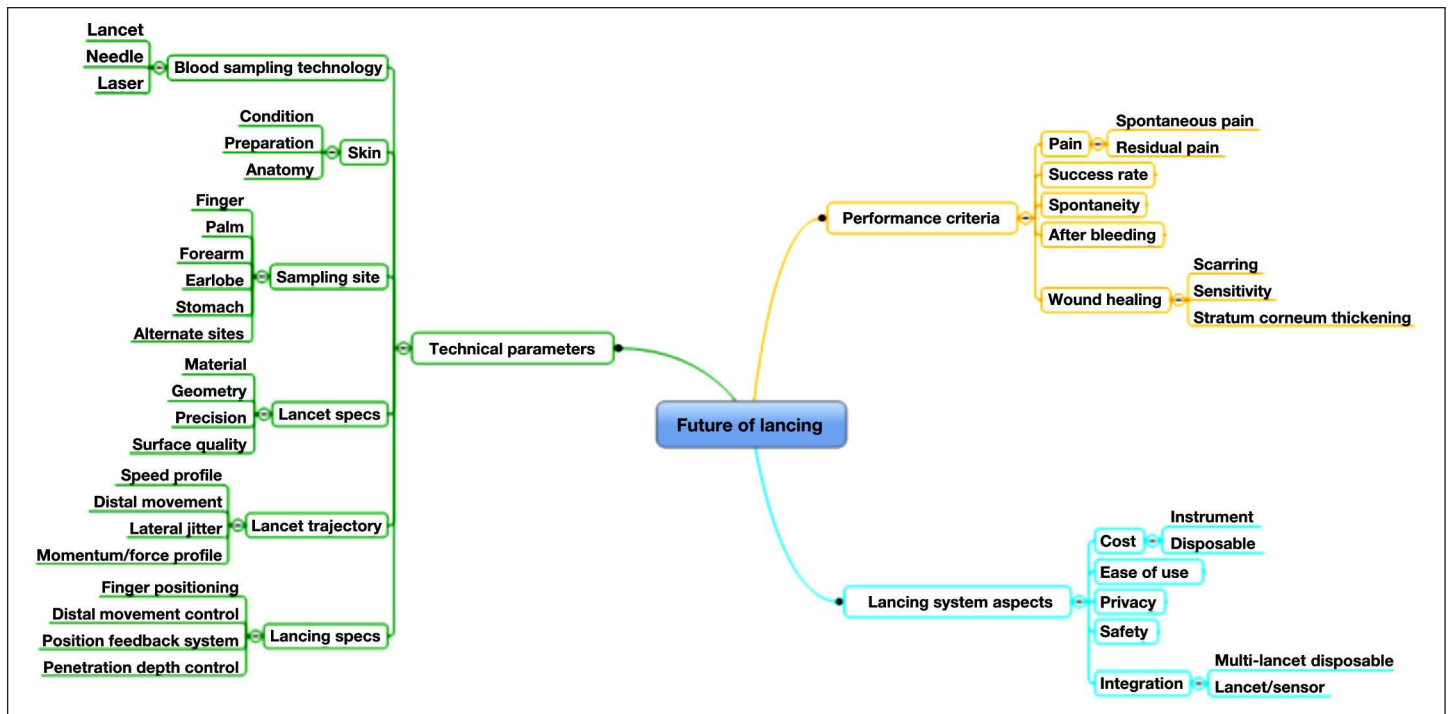 Lancet
Needle
Laser
Blood sampling technology
Condition
Preparation
Anatomy
Skin
Finger
Palm
Forearm
Earlobe
Stomach
Alternate sites
Sampling site
Material
Geometry
Precision
Surface quality
Lancet specs
Speed profile
Distal movement
Lateral jitter
Momentum/force profile
Lancet trajectory
Finger positioning
Distal movement control
Position feedback system
Penetration depth control
Lancing specs
Technical parameters
Future of lancing
Performance criteria
Pain
Spontaneous pain
Residual pain
Success rate
Spontaneity
After bleeding
Wound healing
Scarring
Sensitivity
Stratum corneum thickening
Lancing system aspects
Cost
Instrument
Disposable
Ease of use
Privacy
Safety
Integration
Multi-lancet disposable
Lancet/sensor